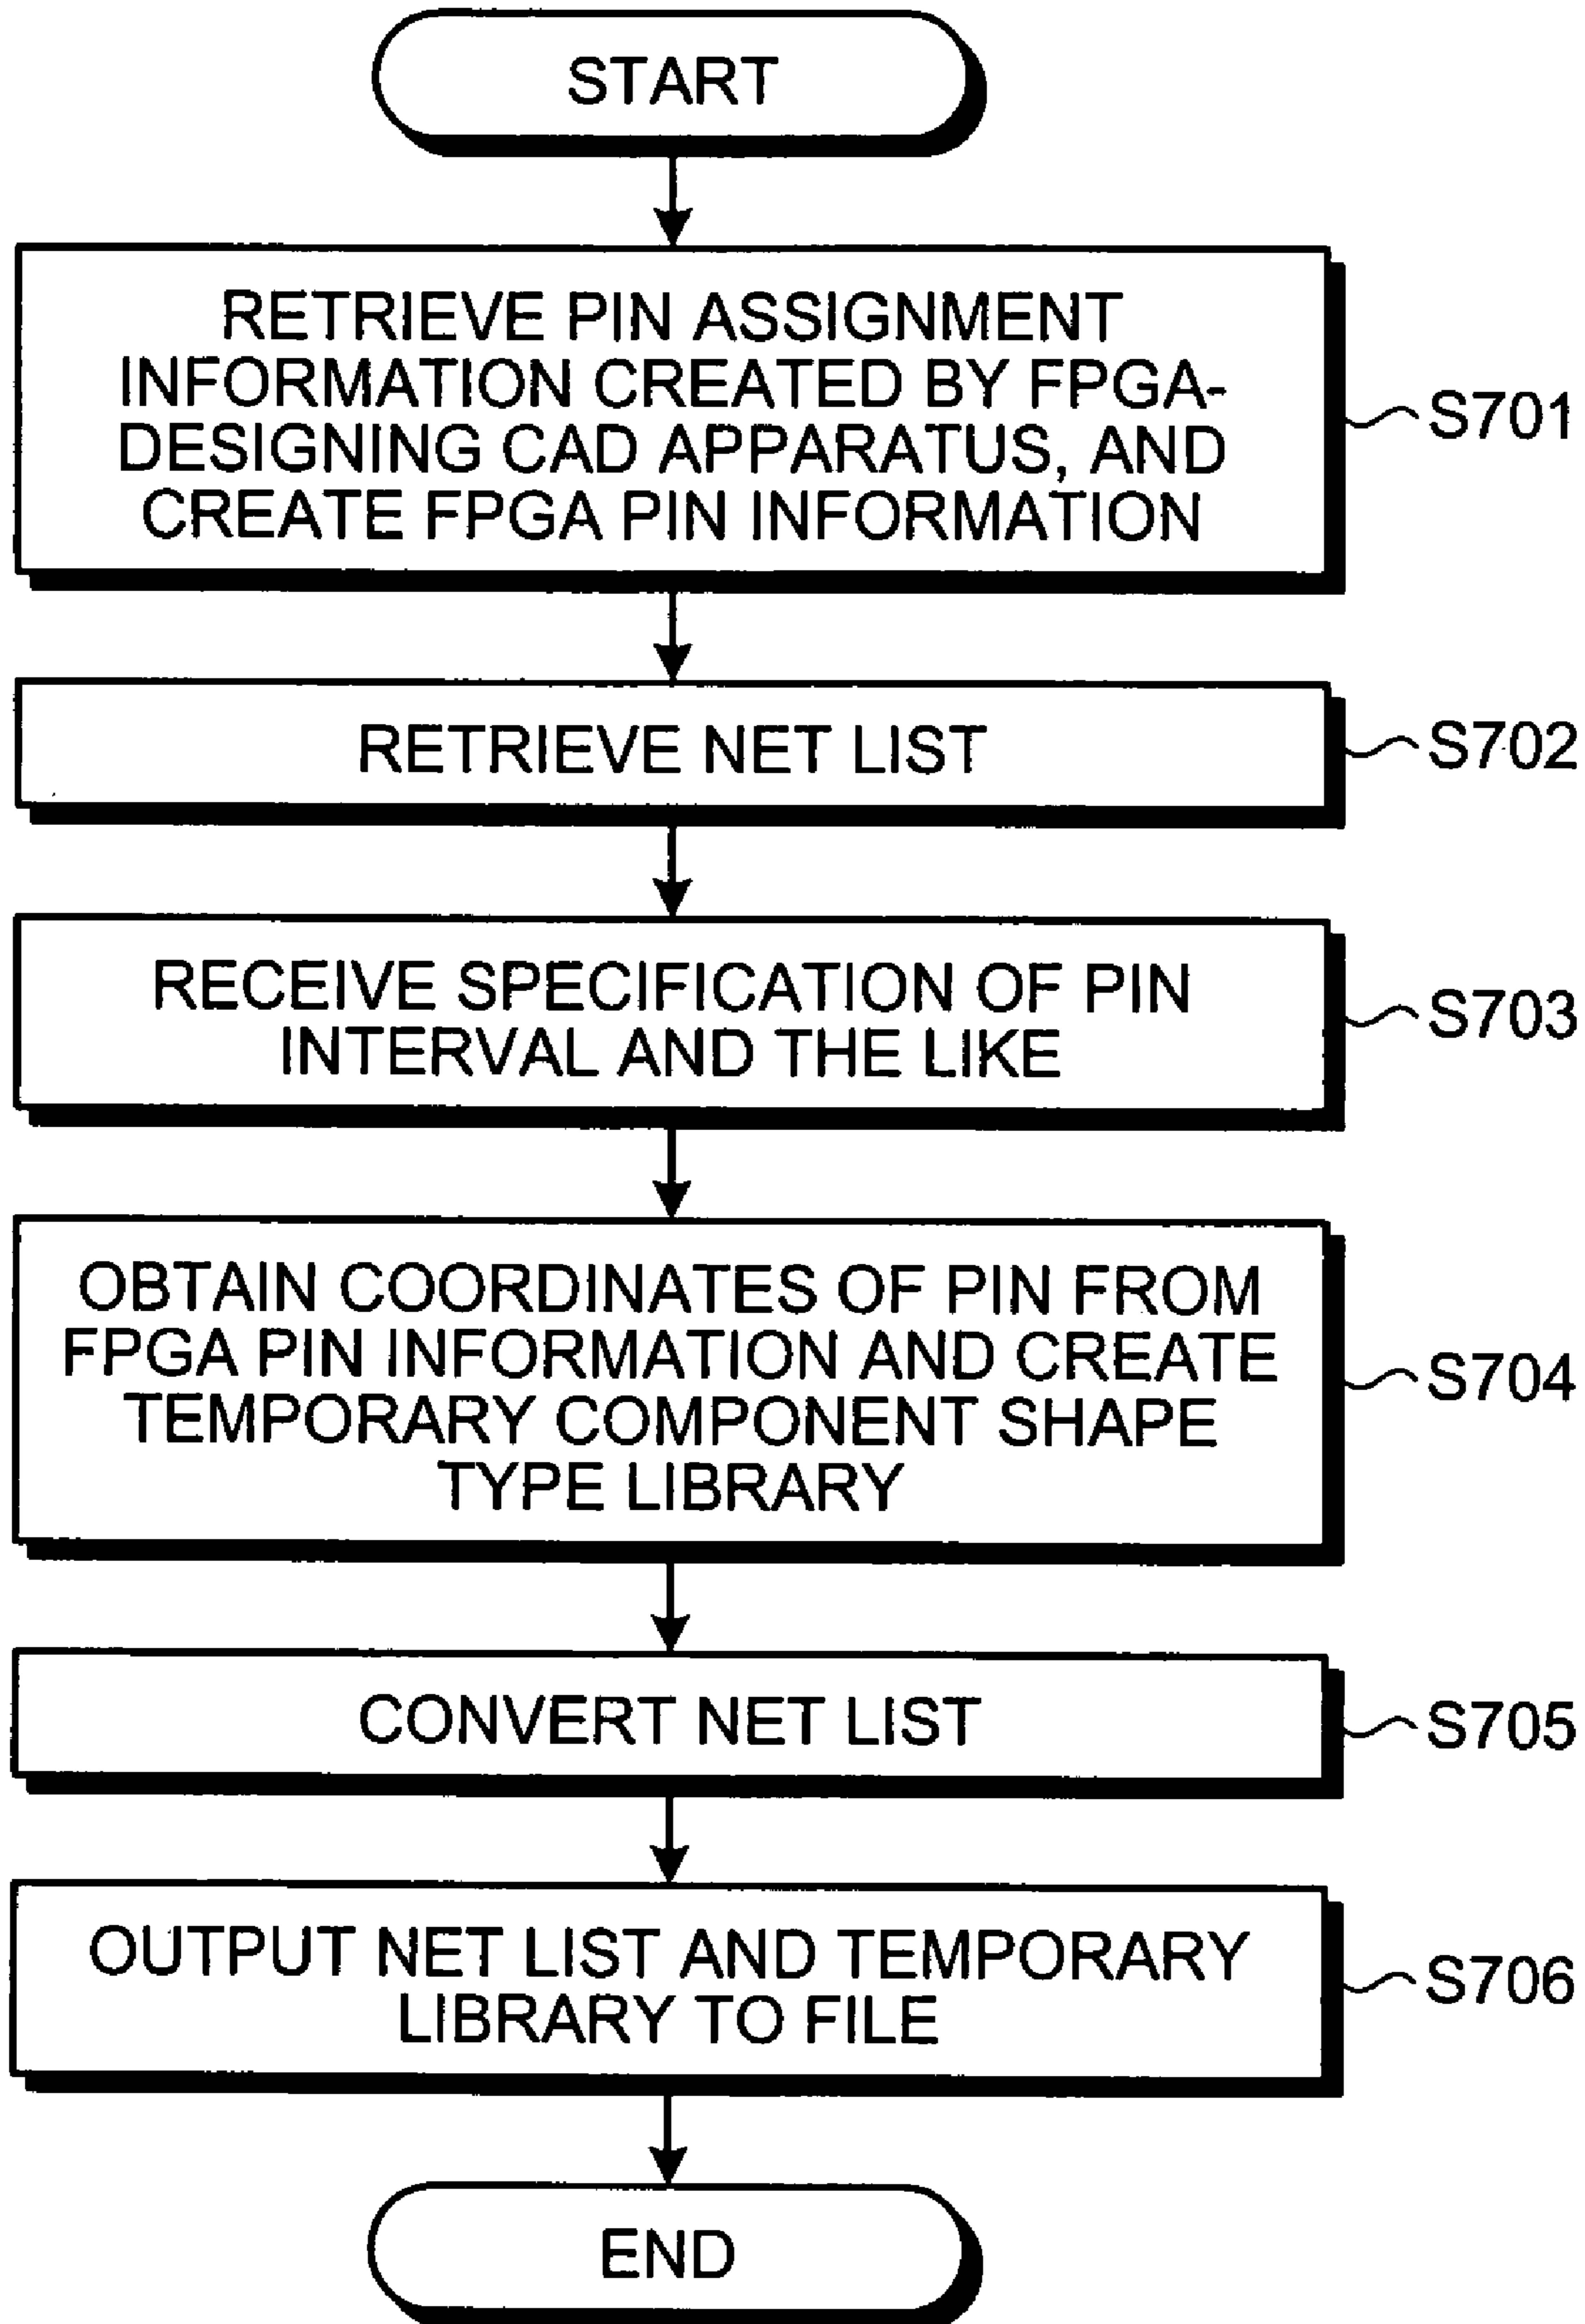 START
RETRIEVE PIN ASSIGNMENT
INFORMATION CREATED BY FPGA-
DESIGNING CAD APPARATUS, AND
CREATE FPGA PIN INFORMATION
S701
RETRIEVE NET LIST
S702
RECEIVE SPECIFICATION OF PIN
INTERVAL AND THE LIKE
S703
OBTAIN COORDINATES OF PIN FROM
FPGA PIN INFORMATION AND CREATE
TEMPORARY COMPONENT SHAPE
TYPE LIBRARY
S704
CONVERT NET LIST
S705
OUTPUT NET LIST AND TEMPORARY
LIBRARY TO FILE
S706
END